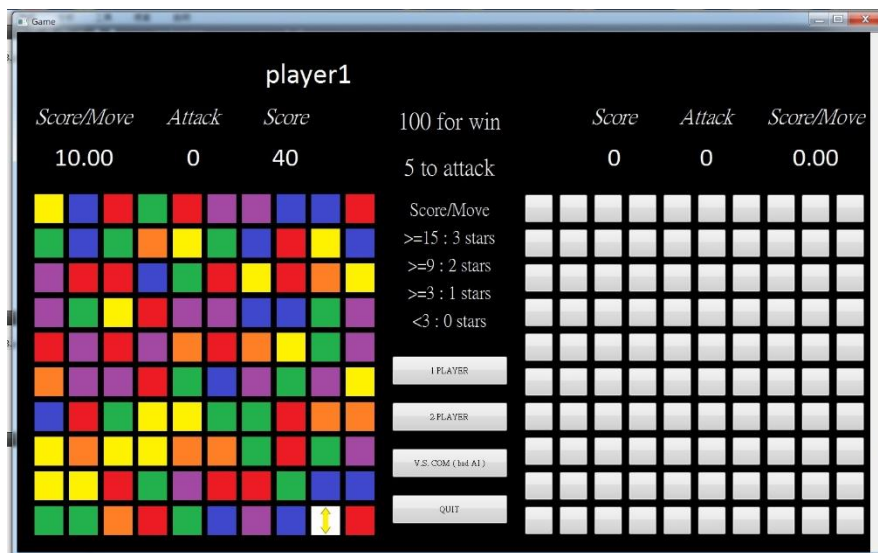 Game
player1
Score/Move Attack Score
10.00 0 40
100 for win
5 to attack
Score/Move
>=15 : 3 stars
>=9 : 2 stars
>=3 : 1 stars
<3 : 0 stars
1 PLAYER
2 PLAYER
V.S. COM ( bad AI )
QUIT
Score Attack Score/Move
0 0 0.00